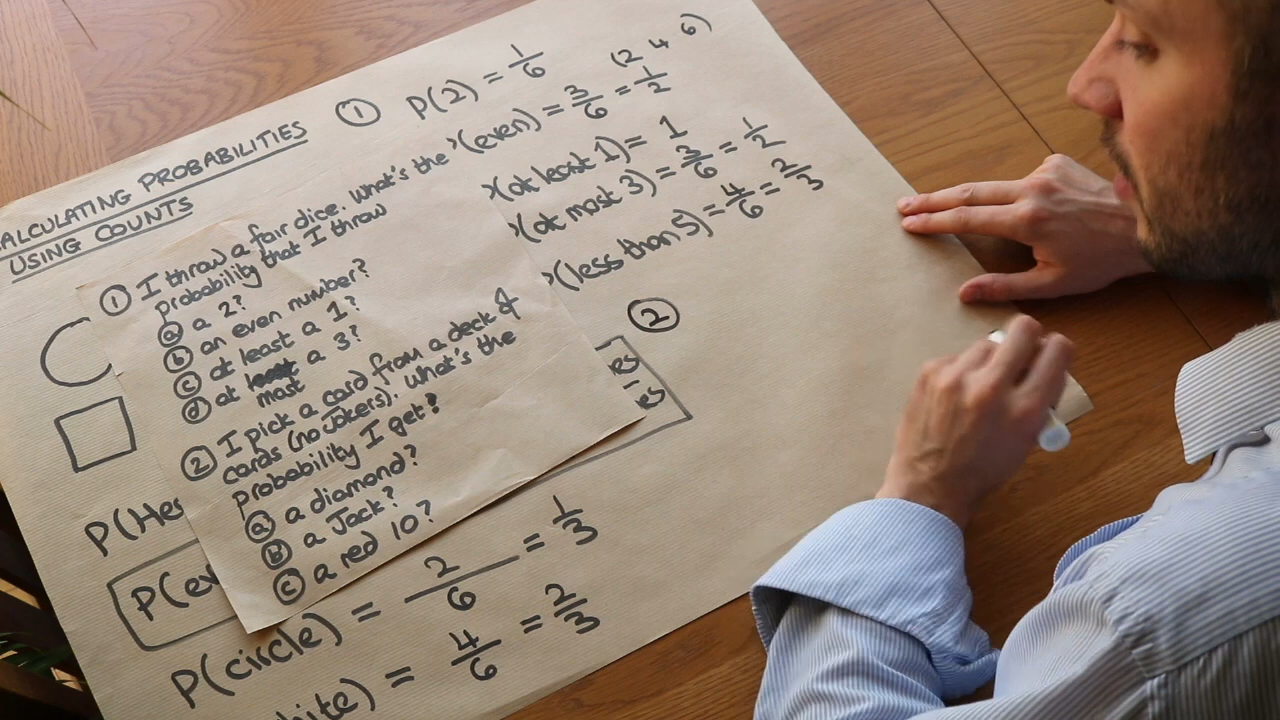 ALCULATING PROBABILITIES
USING COUNTS
① I throw a fair dice. What's the
probability that I throw
ⓐ a 2?
ⓑ an even number?
ⓒ at least a 1?
ⓓ at a 3?
most
② I pick a card from a deck of
cards (no Jokers). What's the
probability I get?
ⓐ a diamond?
ⓑ a Jack?
ⓒ a red 10?
① P(2) = 1/6
(2 4 6)
(even) = 3/6 = 1/2
(at least 1) = 1
(at most 3) = 3/6 = 1/2
(less than 5) = 4/6 = 2/3
②
P(He
P(ev
P(circle) = 2/6 = 1/3
hite) = 4/6 = 2/3